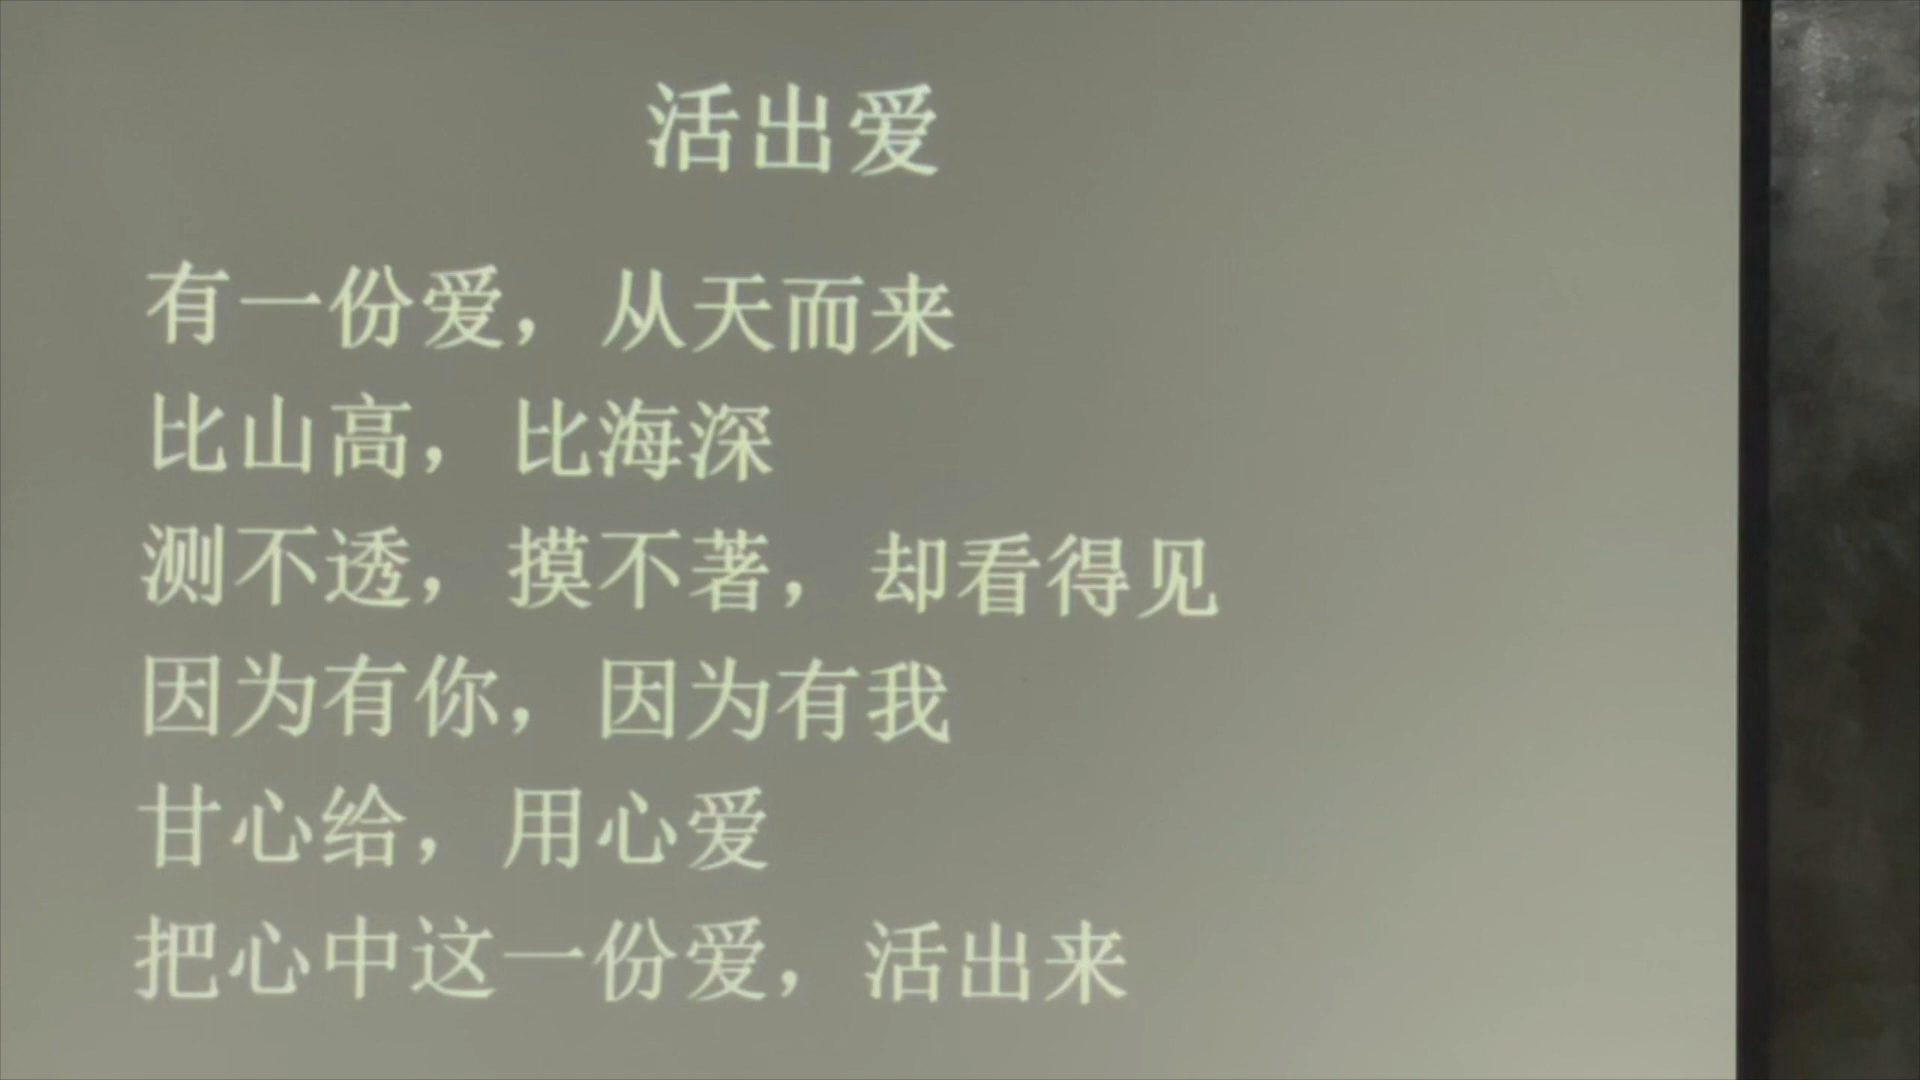 活出爱
有一份爱，从天而来
比山高，比海深
测不透，摸不著，却看得见
因为有你，因为有我
甘心给，用心爱
把心中这一份爱，活出来